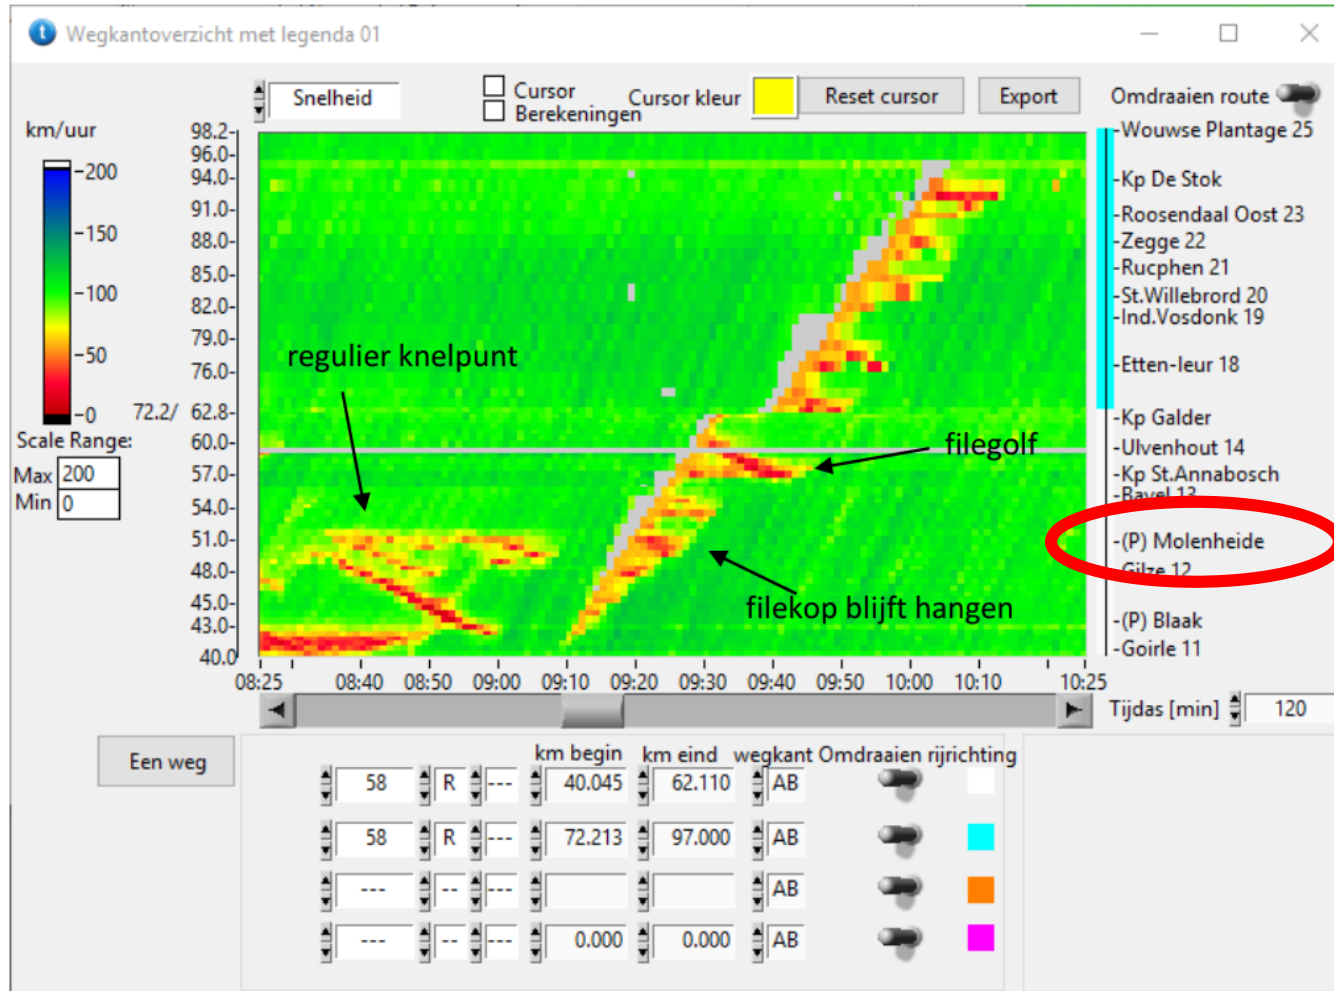 Wegkantoverzicht met legenda 01
Snelheid
Cursor
Berekeningen
Cursor kleur
Reset cursor
Export
Omdraaien route
km/uur
200
150
100
50
0
Scale Range:
Max 200
Min 0
98.2
96.0
94.0
91.0
88.0
85.0
82.0
79.0
76.0
72.2/ 62.8
60.0
57.0
54.0
51.0
48.0
45.0
43.0
40.0
regulier knelpunt
filegolf
filekop blijft hangen
Wouwse Plantage 25
Kp De Stok
Roosendaal Oost 23
Zegge 22
Rucphen 21
St.Willebrord 20
Ind.Vosdonk 19
Etten-leur 18
Kp Galder
Ulvenhout 14
Kp St.Annabosch
Bavel 13
(P) Molenheide
Gilze 12
(P) Blaak
Goirle 11
08:25 08:40 08:50 09:00 09:10 09:20 09:30 09:40 09:50 10:00 10:10 10:25
Tijdas [min] 120
Een weg
km begin km eind wegkant Omdraaien rijrichting
58 R --- 40.045 62.110 AB
58 R --- 72.213 97.000 AB
--- -- --- AB
--- -- --- 0.000 0.000 AB